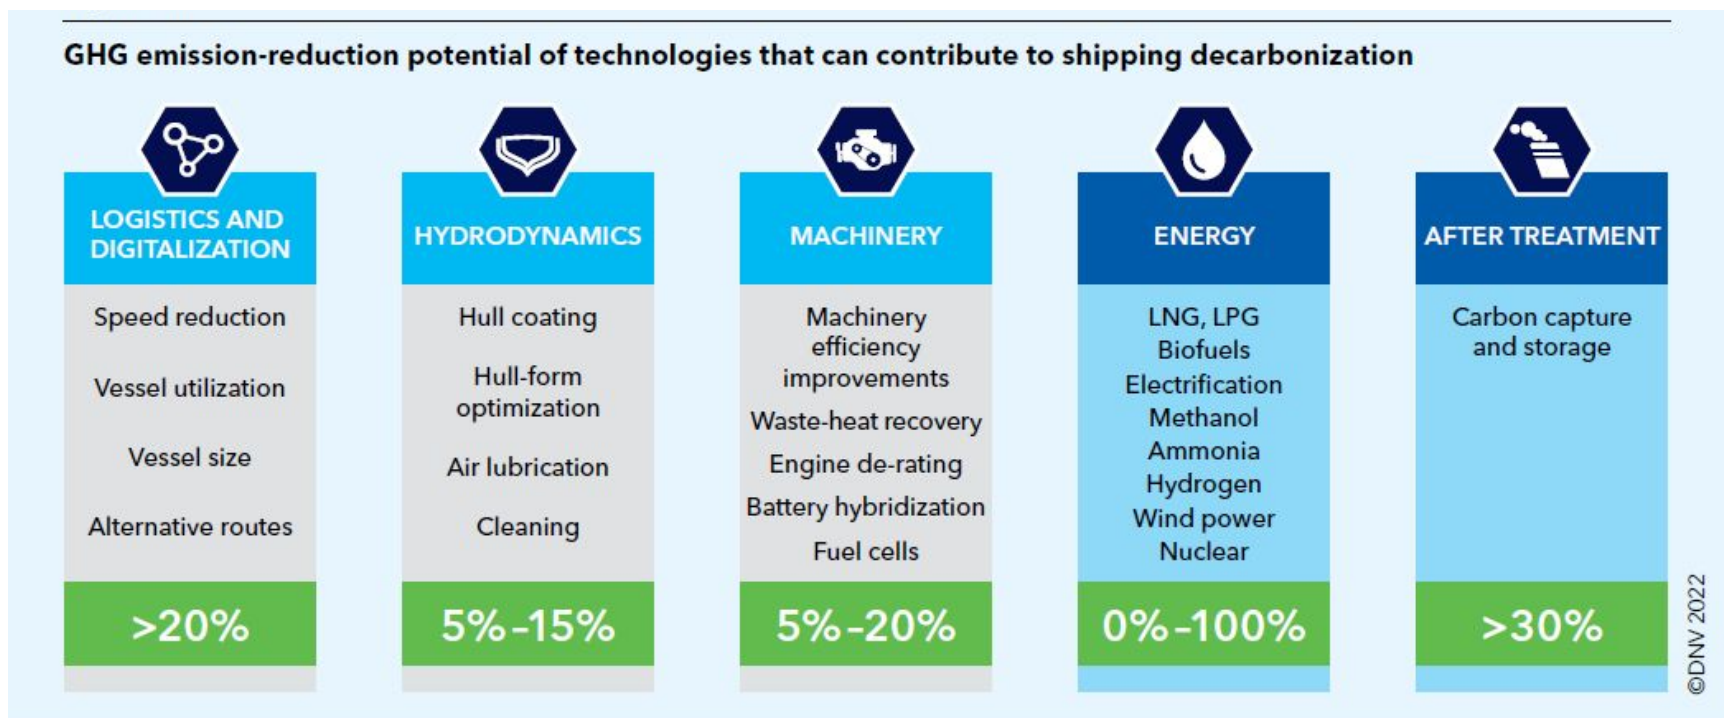 GHG emission-reduction potential of technologies that can contribute to shipping decarbonization
LOGISTICS AND
DIGITALIZATION
Speed reduction
Vessel utilization
Vessel size
Alternative routes
>20%
HYDRODYNAMICS
Hull coating
Hull-form
optimization
Air lubrication
Cleaning
5%–15%
MACHINERY
Machinery
efficiency
improvements
Waste-heat recovery
Engine de-rating
Battery hybridization
Fuel cells
5%–20%
ENERGY
LNG, LPG
Biofuels
Electrification
Methanol
Ammonia
Hydrogen
Wind power
Nuclear
0%–100%
AFTER TREATMENT
Carbon capture
and storage
>30%
©DNV 2022